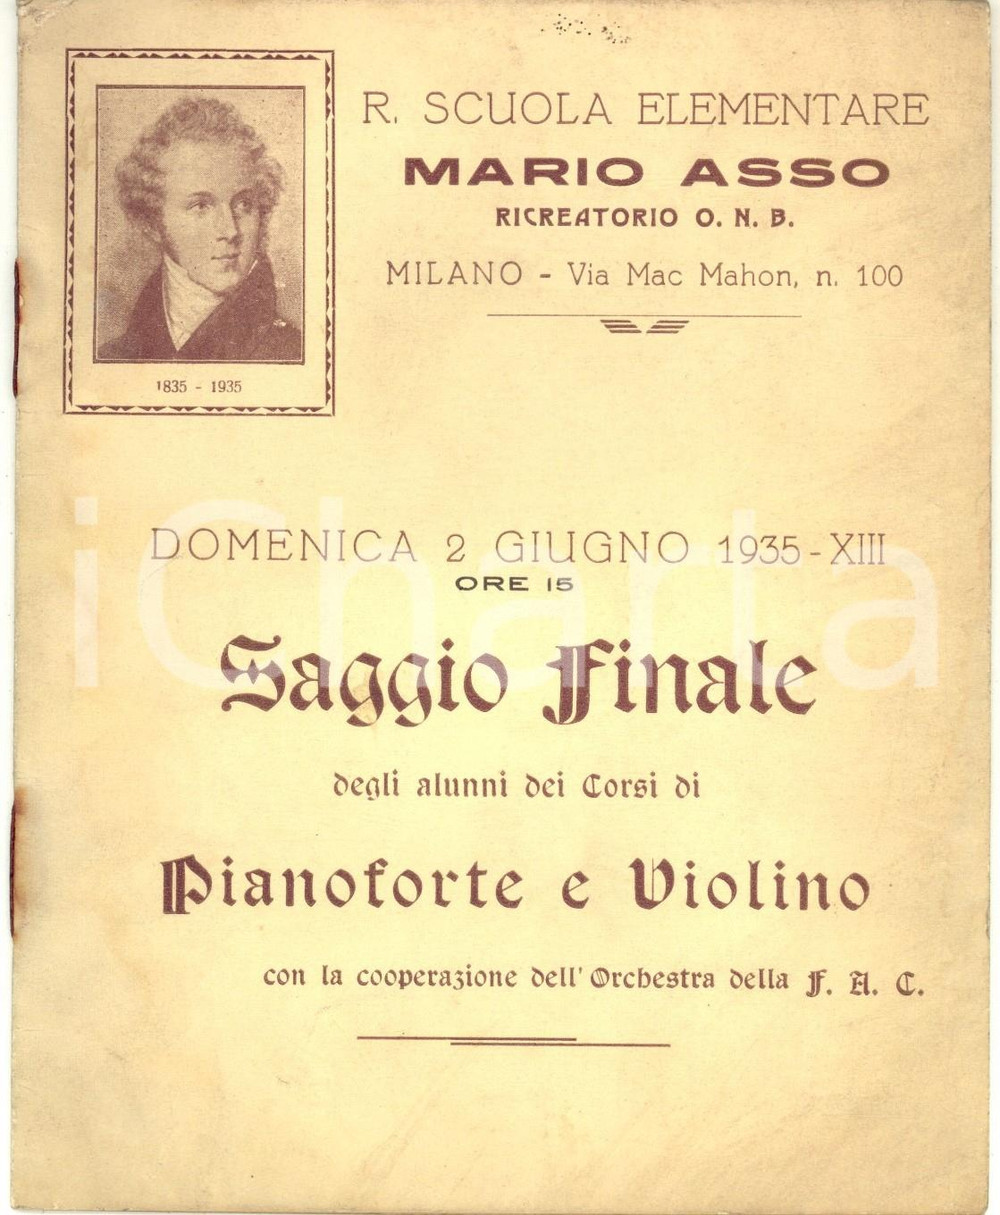 R. SCUOLA ELEMENTARE
MARIO ASSO
RICREATORIO O. N. B.
MILANO - Via Mac Mahon, n. 100
1835 - 1935
iCharta
DOMENICA 2 GIUGNO 1935 - XIII
ORE 15
Saggio Finale
degli alunni dei Corsi di
Pianoforte e Violino
con la cooperazione dell' Orchestra della F. A. C.